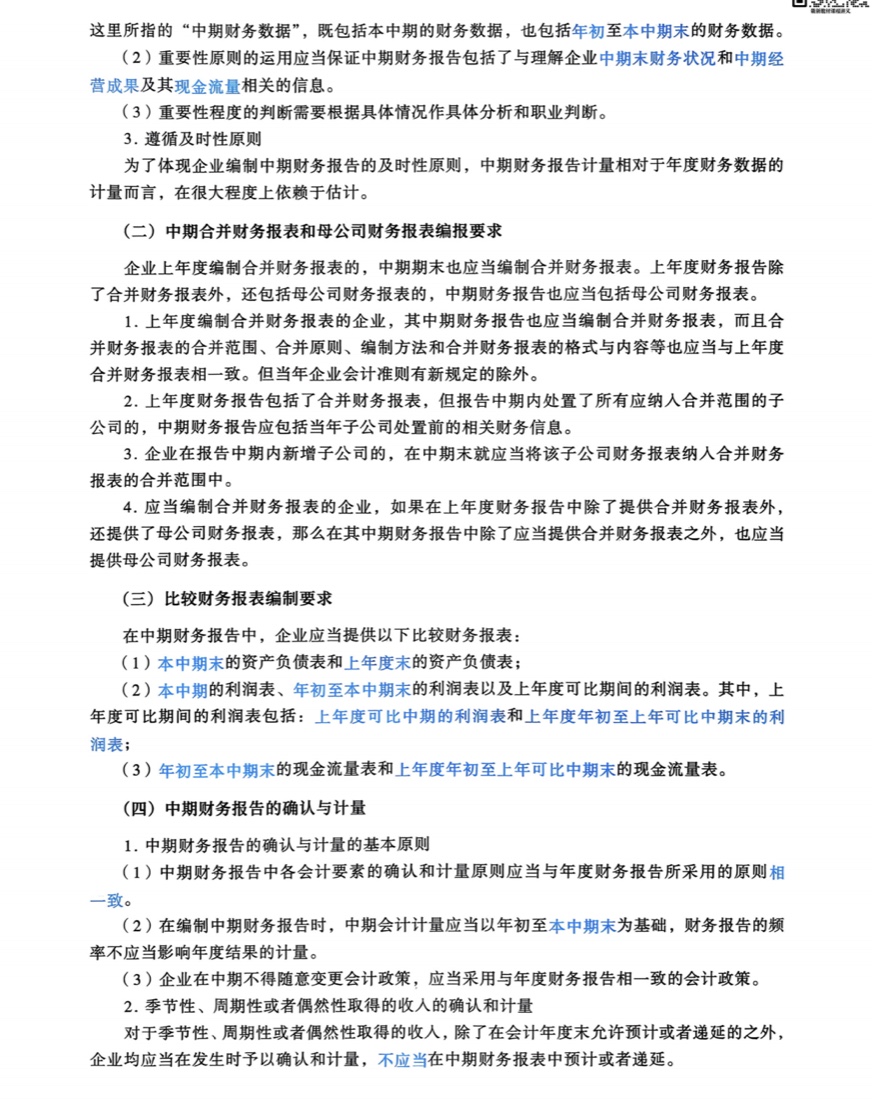 这里所指的“中期财务数据”，既包括本中期的财务数据，也包括年初至本中期末的财务数据。
（2）重要性原则的运用应当保证中期财务报告包括了与理解企业中期末财务状况和中期经
营成果及其现金流量相关的信息。
（3）重要性程度的判断需要根据具体情况作具体分析和职业判断。
3. 遵循及时性原则
为了体现企业编制中期财务报告的及时性原则，中期财务报告计量相对于年度财务数据的
计量而言，在很大程度上依赖于估计。
（二）中期合并财务报表和母公司财务报表编报要求
企业上年度编制合并财务报表的，中期期末也应当编制合并财务报表。上年度财务报告除
了合并财务报表外，还包括母公司财务报表的，中期财务报告也应当包括母公司财务报表。
1. 上年度编制合并财务报表的企业，其中期财务报告也应当编制合并财务报表，而且合
并财务报表的合并范围、合并原则、编制方法和合并财务报表的格式与内容等也应当与上年度
合并财务报表相一致。但当年企业会计准则有新规定的除外。
2. 上年度财务报告包括了合并财务报表，但报告中期内处置了所有应纳入合并范围的子
公司的，中期财务报告应包括当年子公司处置前的相关财务信息。
3. 企业在报告中期内新增子公司的，在中期末就应当将该子公司财务报表纳入合并财务
报表的合并范围中。
4. 应当编制合并财务报表的企业，如果在上年度财务报告中除了提供合并财务报表外，
还提供了母公司财务报表，那么在其中期财务报告中除了应当提供合并财务报表之外，也应当
提供母公司财务报表。
（三）比较财务报表编制要求
在中期财务报告中，企业应当提供以下比较财务报表：
（1）本中期末的资产负债表和上年度末的资产负债表；
（2）本中期的利润表、年初至本中期末的利润表以及上年度可比期间的利润表。其中，上
年度可比期间的利润表包括：上年度可比中期的利润表和上年度年初至上年可比中期末的利
润表；
（3）年初至本中期末的现金流量表和上年度年初至上年可比中期末的现金流量表。
（四）中期财务报告的确认与计量
1. 中期财务报告的确认与计量的基本原则
（1）中期财务报告中各会计要素的确认和计量原则应当与年度财务报告所采用的原则相
一致。
（2）在编制中期财务报告时，中期会计计量应当以年初至本中期末为基础，财务报告的频
率不应当影响年度结果的计量。
（3）企业在中期不得随意变更会计政策，应当采用与年度财务报告相一致的会计政策。
2. 季节性、周期性或者偶然性取得的收入的确认和计量
对于季节性、周期性或者偶然性取得的收入，除了在会计年度末允许预计或者递延的之外，
企业均应当在发生时予以确认和计量，不应当在中期财务报表中预计或者递延。